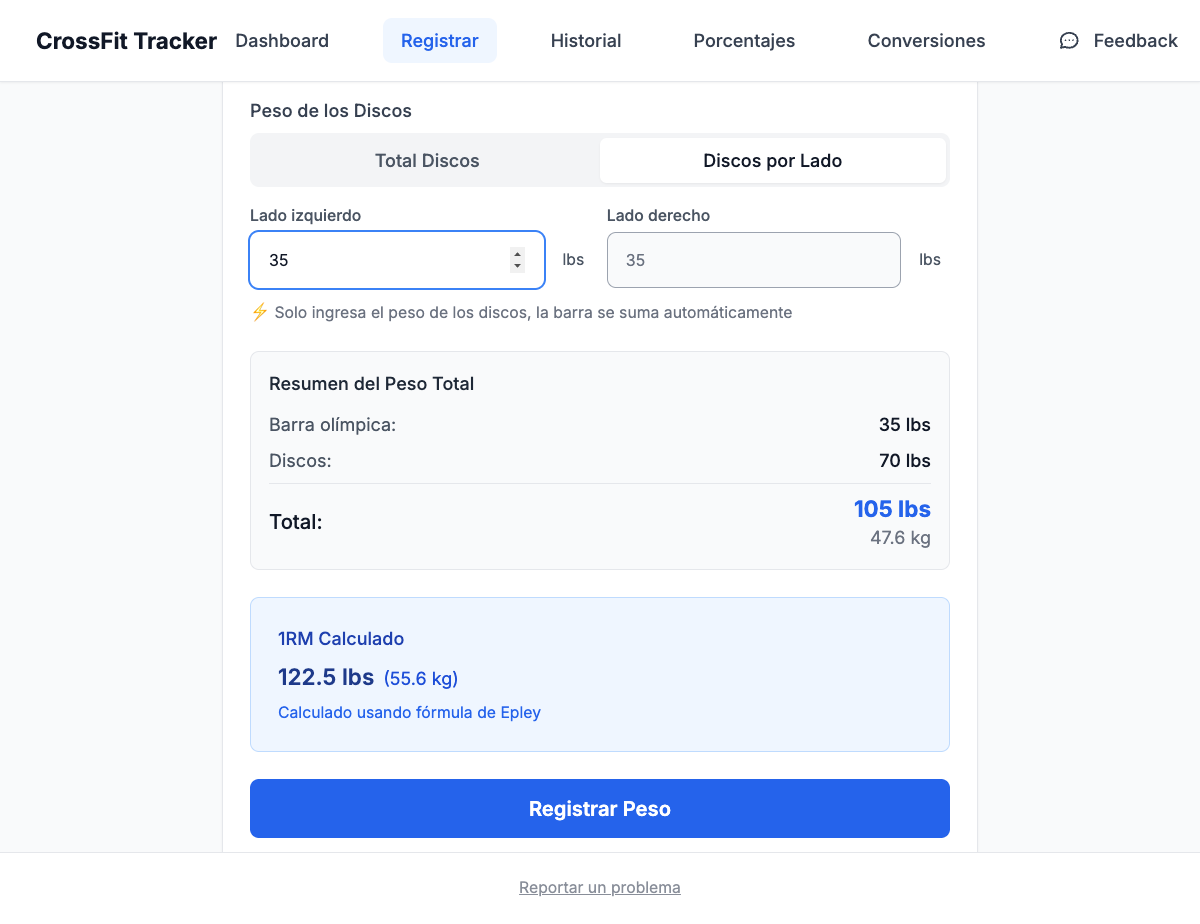 CrossFit Tracker Dashboard Registrar Historial Porcentajes Conversiones Feedback
Peso de los Discos
Total Discos Discos por Lado
Lado izquierdo Lado derecho
35 lbs 35 lbs
⚡ Solo ingresa el peso de los discos, la barra se suma automáticamente
Resumen del Peso Total
Barra olímpica: 35 lbs
Discos: 70 lbs
Total: 105 lbs
47.6 kg
1RM Calculado
122.5 lbs (55.6 kg)
Calculado usando fórmula de Epley
Registrar Peso
Reportar un problema